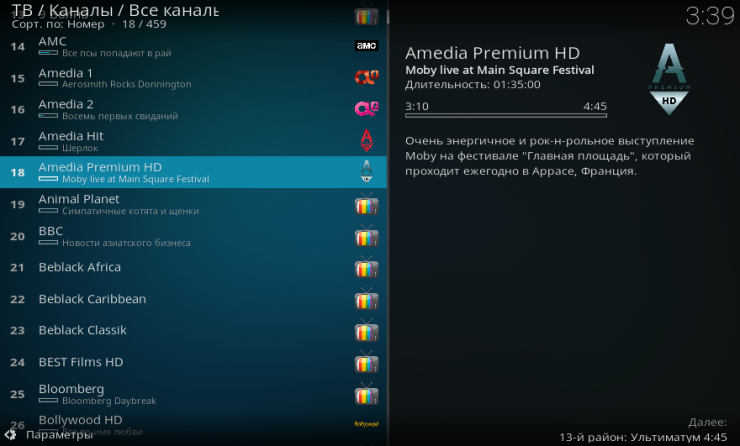 ТВ / Каналы / Все каналы
Сорт. по: Номер · 18 / 459
3:39
14 AMC
Все псы попадают в рай
15 Amedia 1
Aerosmith Rocks Donnington
16 Amedia 2
Восемь первых свиданий
17 Amedia Hit
Шерлок
18 Amedia Premium HD
Moby live at Main Square Festival
19 Animal Planet
Симпатичные котята и щенки
20 BBC
Новости азиатского бизнеса
21 Beblack Africa
22 Beblack Caribbean
23 Beblack Classik
24 BEST Films HD
25 Bloomberg
Bloomberg Daybreak
26 Bollywood HD
имя любви
Параметры
aMC
Amedia Premium HD
Moby live at Main Square Festival
Длительность: 01:35:00
3:10 4:45
PREMIUM
HD
Очень энергичное и рок-н-рольное выступление
Moby на фестивале "Главная площадь", который
проходит ежегодно в Аррасе, Франция.
Далее:
13-й район: Ультиматум 4:45